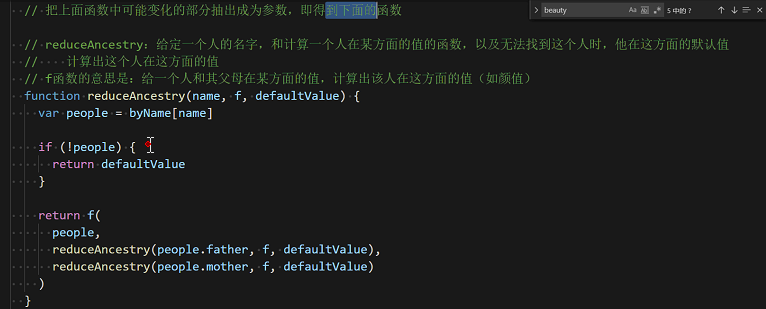 // 把上面函数中可能变化的部分抽出成为参数，即得到下面的函数
beauty
Aa
Ab
5 中的 ?
// reduceAncestry：给定一个人的名字，和计算一个人在某方面的值的函数，以及无法找到这个人时，他在这方面的默认值
// 计算出这个人在这方面的值
// f函数的意思是：给一个人和其父母在某方面的值，计算出该人在这方面的值（如颜值）
function reduceAncestry(name, f, defaultValue) {
var people = byName[name]
if (!people) {
return defaultValue
}
return f(
people,
reduceAncestry(people.father, f, defaultValue),
reduceAncestry(people.mother, f, defaultValue)
)
}